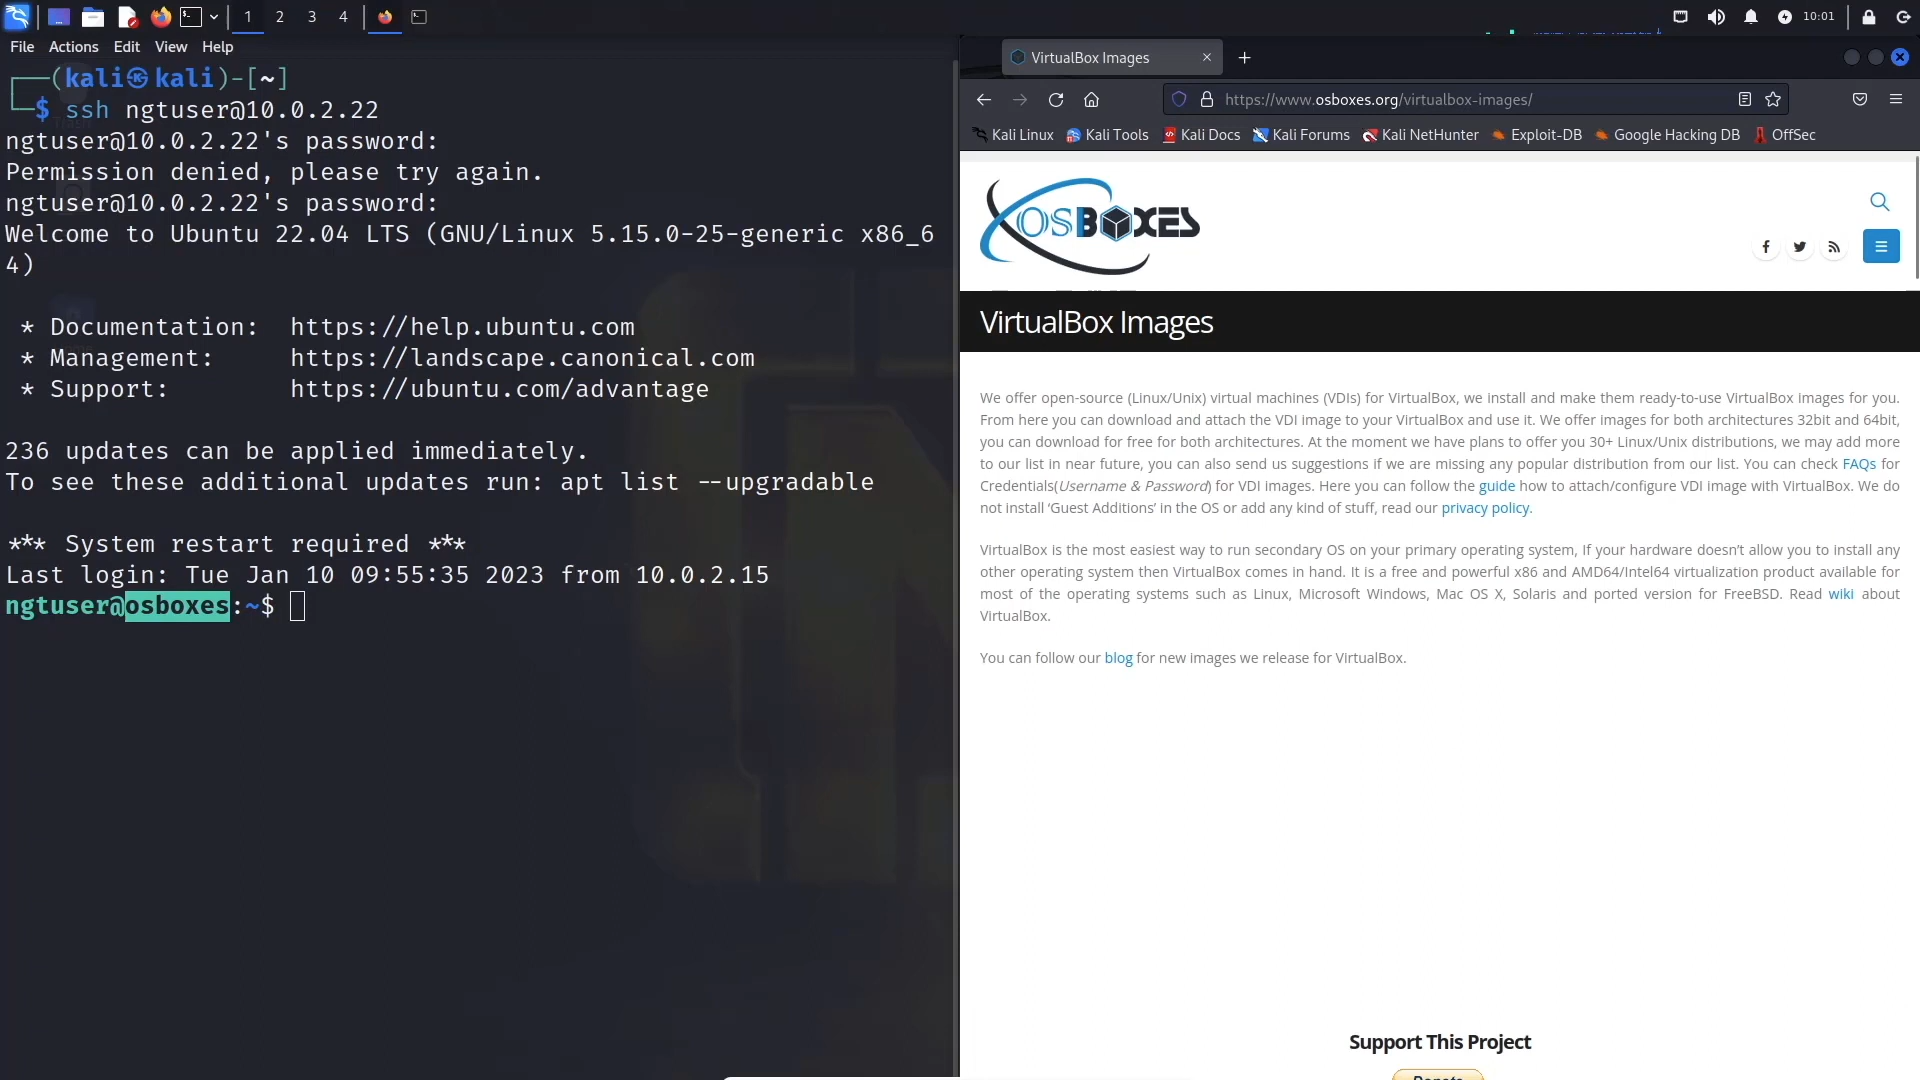 1 2 3 4
10:01
File Actions Edit View Help
(kali㉿kali)-[~]
$ ssh ngtuser@10.0.2.22
ngtuser@10.0.2.22's password:
Permission denied, please try again.
ngtuser@10.0.2.22's password:
Welcome to Ubuntu 22.04 LTS (GNU/Linux 5.15.0-25-generic x86_6
4)
* Documentation: https://help.ubuntu.com
* Management: https://landscape.canonical.com
* Support: https://ubuntu.com/advantage
236 updates can be applied immediately.
To see these additional updates run: apt list --upgradable
*** System restart required ***
Last login: Tue Jan 10 09:55:35 2023 from 10.0.2.15
ngtuser@osboxes:~$
VirtualBox Images
https://www.osboxes.org/virtualbox-images/
Kali Linux Kali Tools Kali Docs Kali Forums Kali NetHunter Exploit-DB Google Hacking DB OffSec
OSBOXES
VirtualBox Images
We offer open-source (Linux/Unix) virtual machines (VDIs) for VirtualBox, we install and make them ready-to-use VirtualBox images for you.
From here you can download and attach the VDI image to your VirtualBox and use it. We offer images for both architectures 32bit and 64bit,
you can download for free for both architectures. At the moment we have plans to offer you 30+ Linux/Unix distributions, we may add more
to our list in near future, you can also send us suggestions if we are missing any popular distribution from our list. You can check FAQs for
Credentials(Username & Password) for VDI images. Here you can follow the guide how to attach/configure VDI image with VirtualBox. We do
not install ‘Guest Additions’ in the OS or add any kind of stuff, read our privacy policy.
VirtualBox is the most easiest way to run secondary OS on your primary operating system, If your hardware doesn’t allow you to install any
other operating system then VirtualBox comes in hand. It is a free and powerful x86 and AMD64/Intel64 virtualization product available for
most of the operating systems such as Linux, Microsoft Windows, Mac OS X, Solaris and ported version for FreeBSD. Read wiki about
VirtualBox.
You can follow our blog for new images we release for VirtualBox.
Support This Project